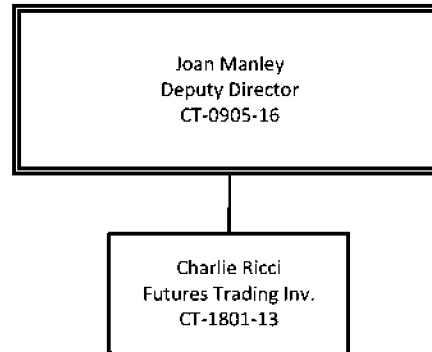 Joan Manley
Deputy Director
CT-0905-16
Charlie Ricci
Futures Trading Inv.
CT-1801-13